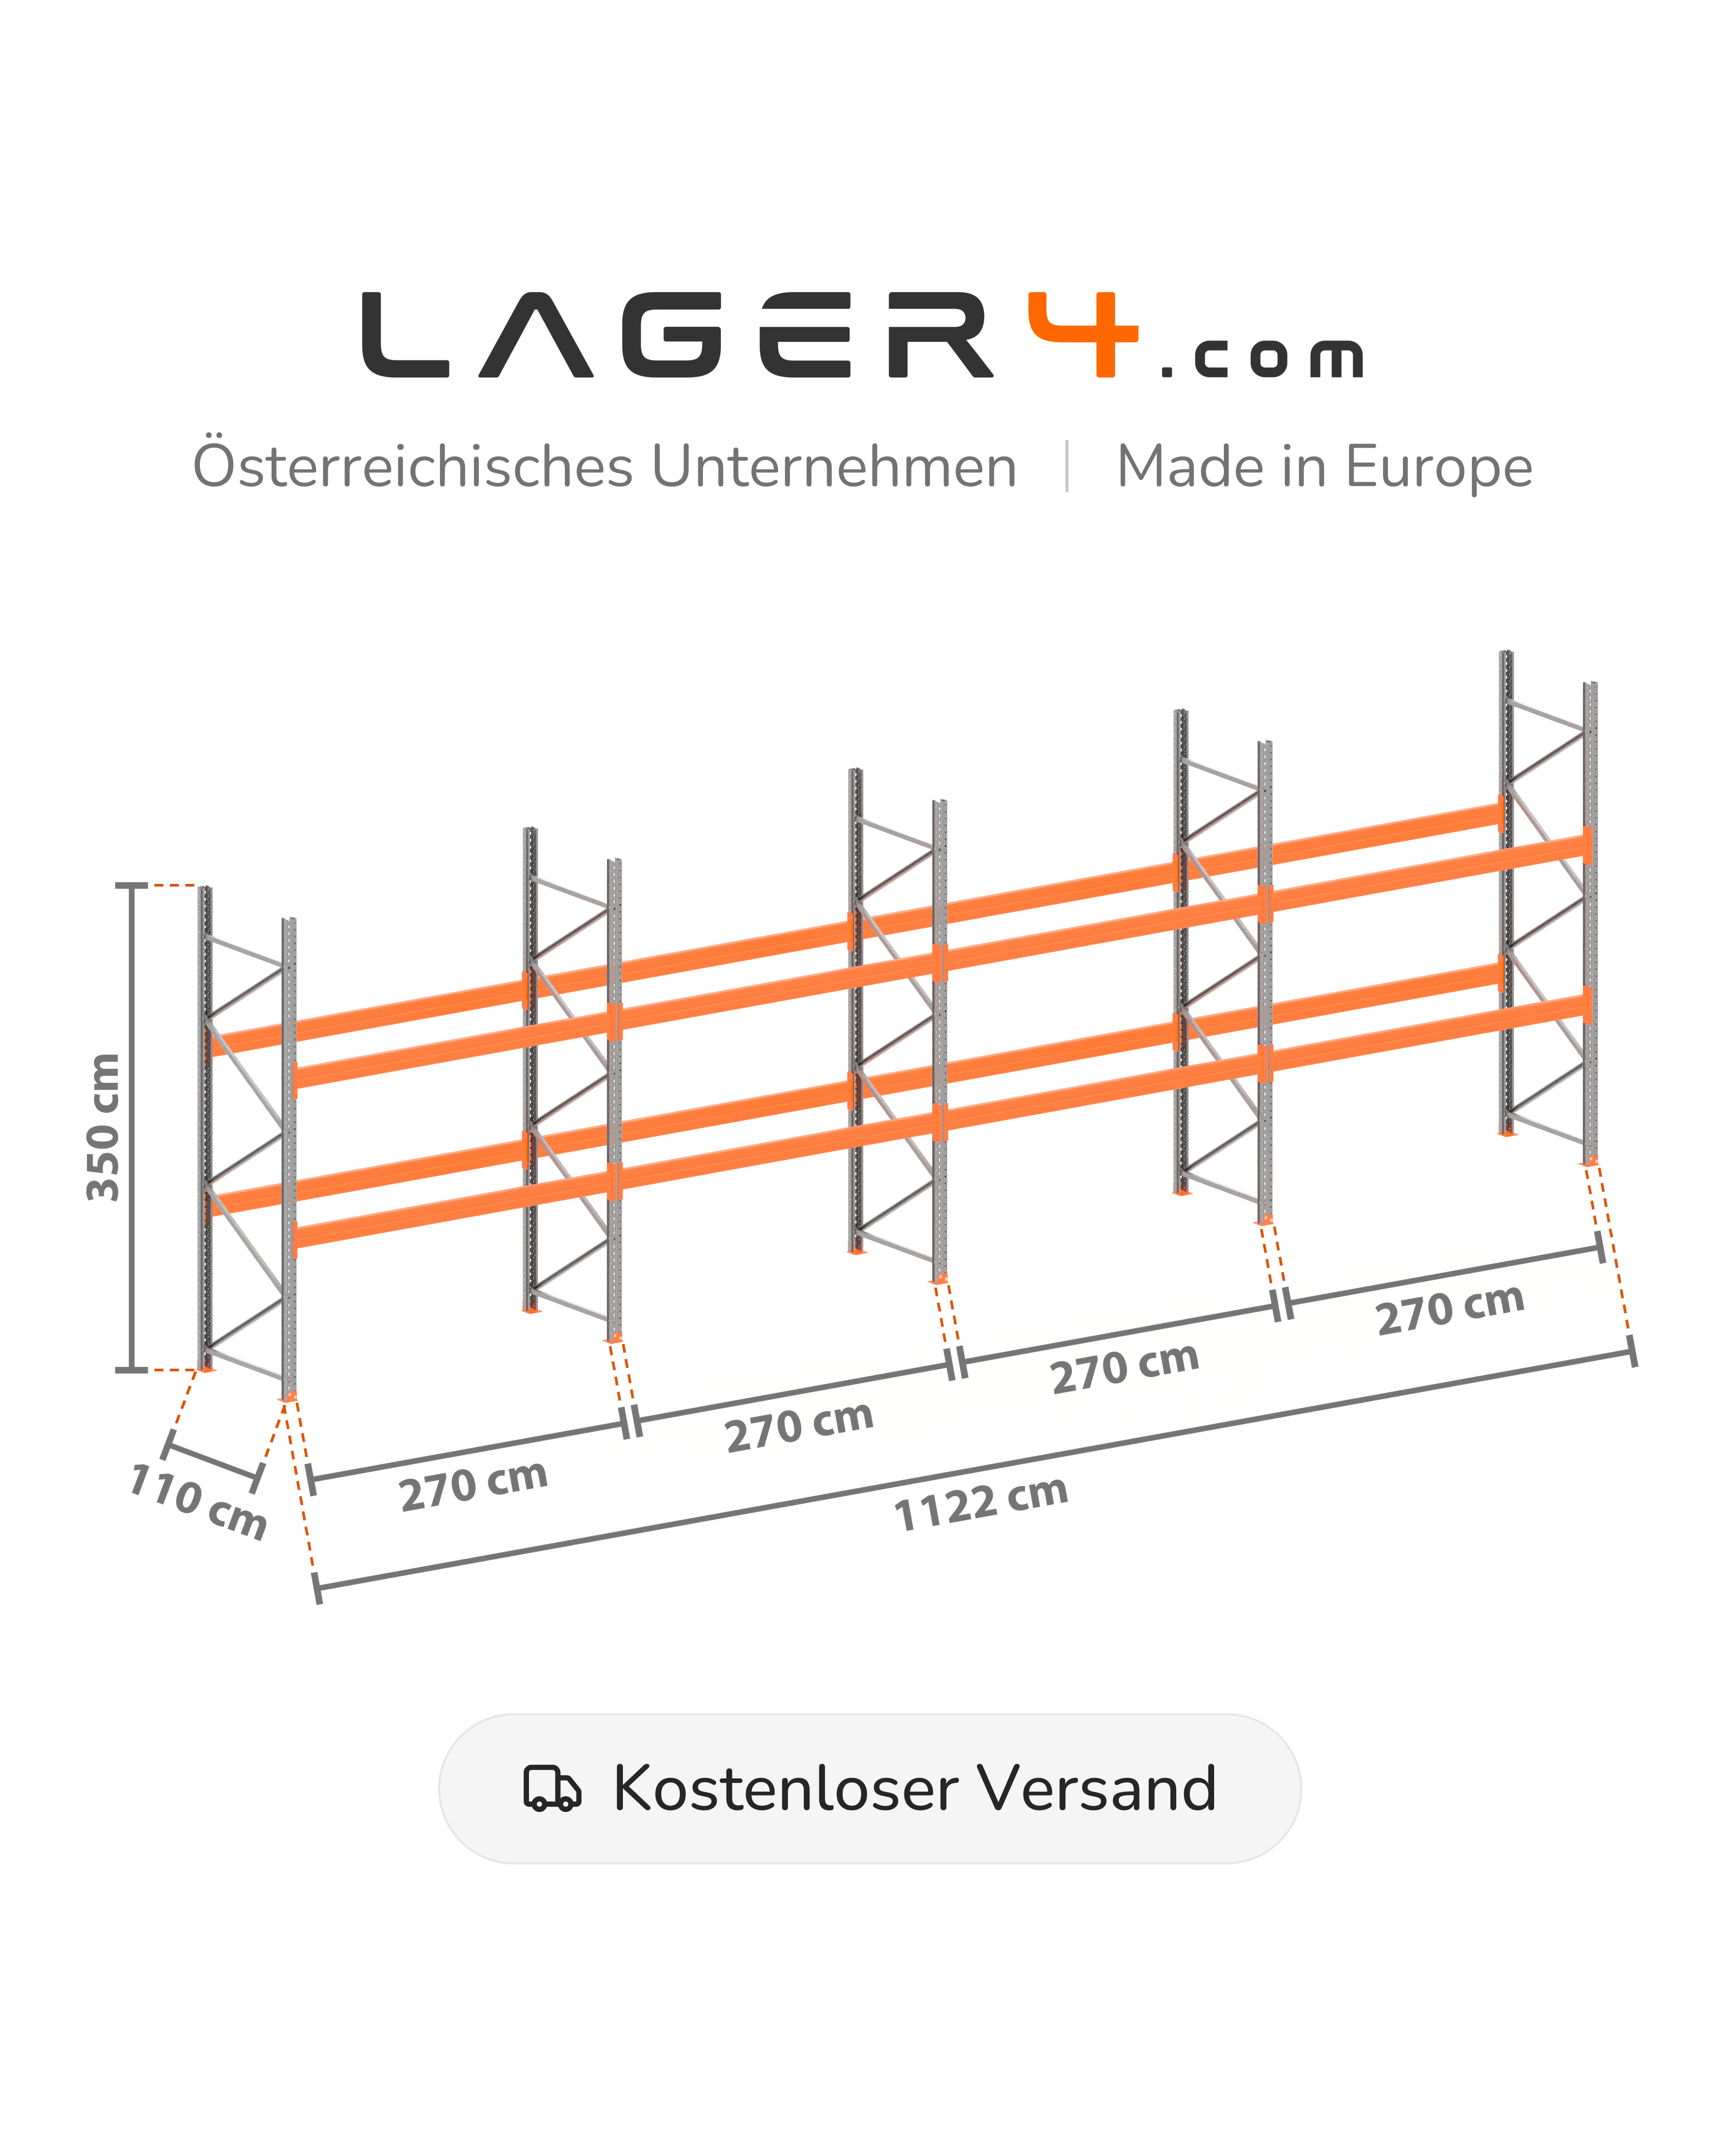 LAGER4.com
Österreichisches Unternehmen | Made in Europe
350 cm
110 cm
270 cm
270 cm
270 cm
270 cm
1122 cm
Kostenloser Versand